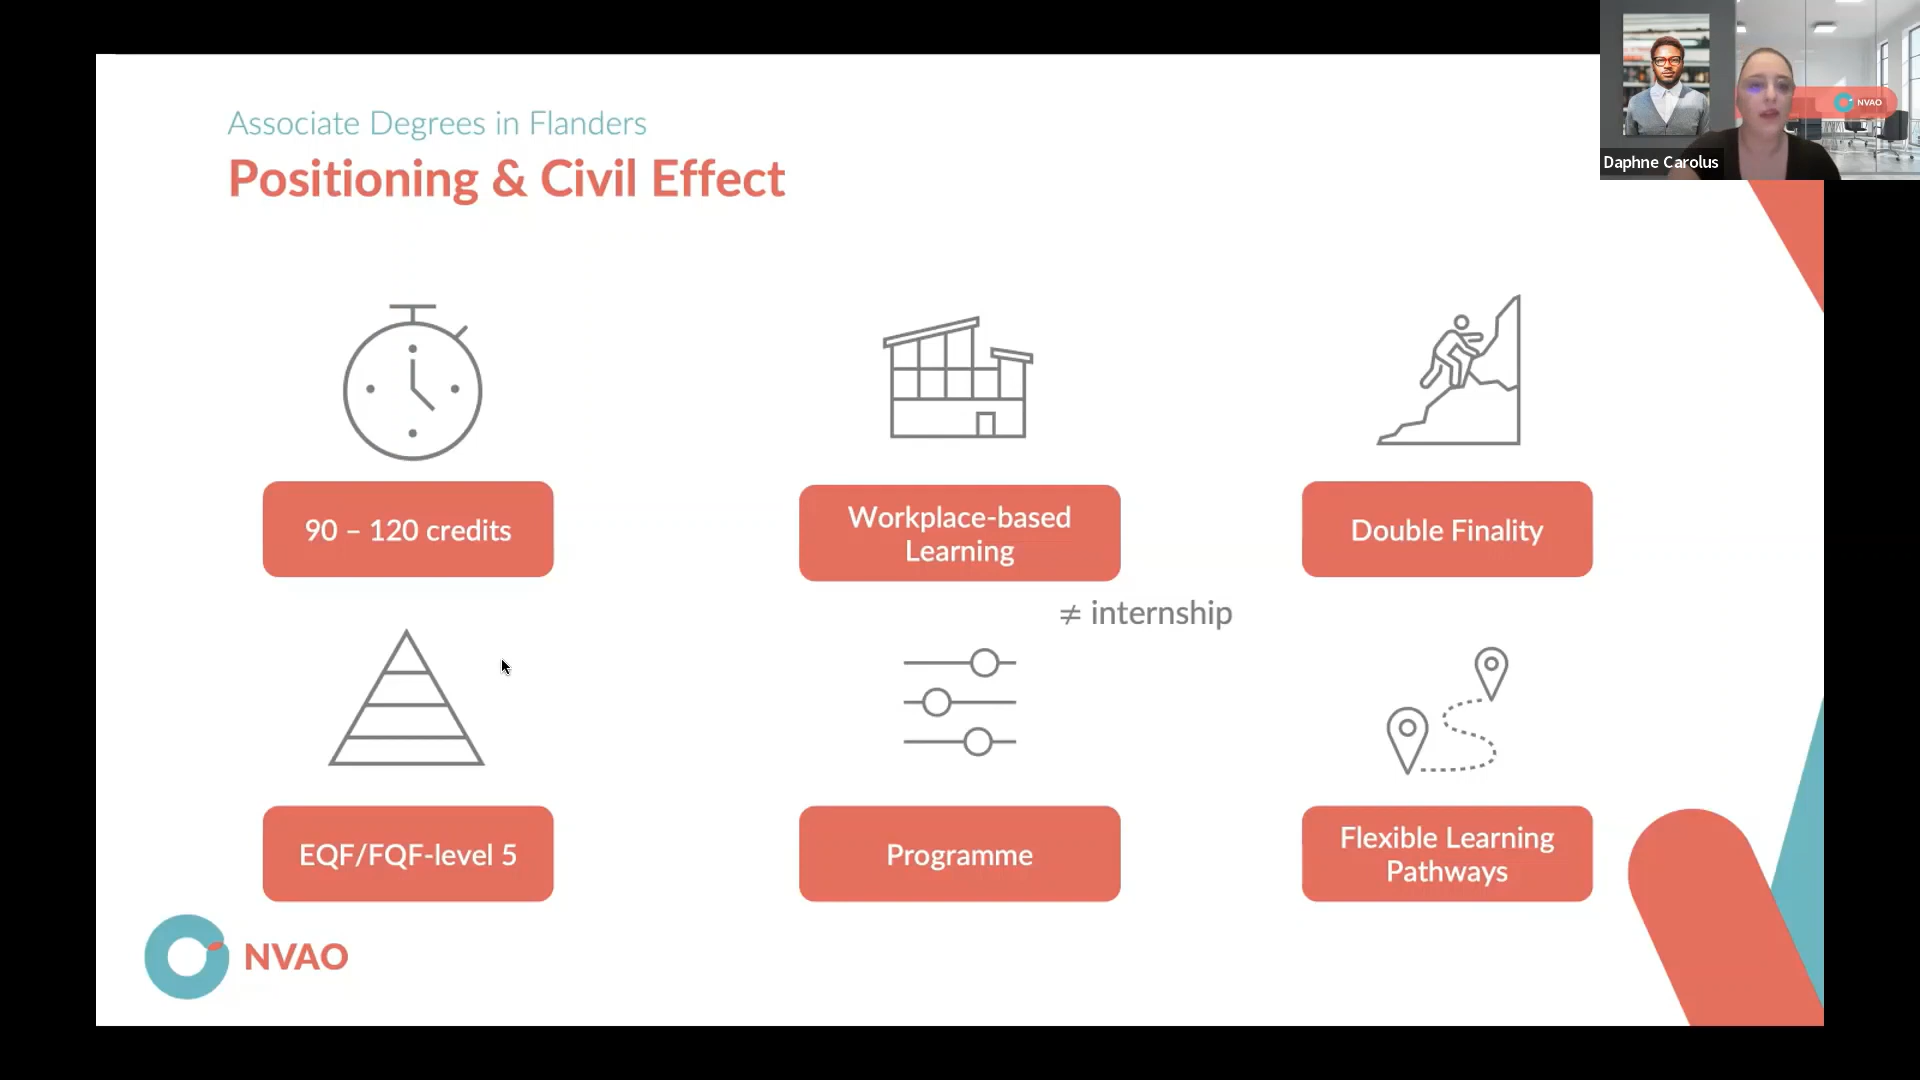 Associate Degrees in Flanders
Positioning & Civil Effect
NVAO
Daphne Carolus
90 – 120 credits
Workplace-based
Learning
Double Finality
≠ internship
EQF/FQF-level 5
Programme
Flexible Learning
Pathways
NVAO